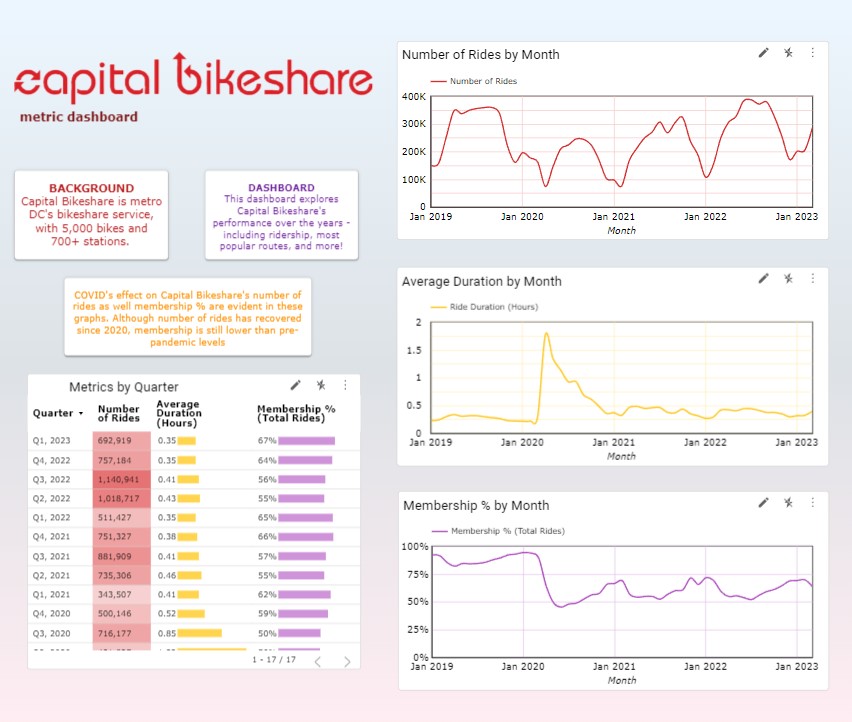 capital bikeshare
metric dashboard
BACKGROUND
Capital Bikeshare is metro
DC's bikeshare service,
with 5,000 bikes and
700+ stations.
DASHBOARD
This dashboard explores
Capital Bikeshare's
performance over the years -
including ridership, most
popular routes, and more!
COVID's effect on Capital Bikeshare's number of
rides as well membership % are evident in these
graphs. Although number of rides has recovered
since 2020, membership is still lower than pre-
pandemic levels
Metrics by Quarter
Quarter Number of Rides Average Duration (Hours) Membership % (Total Rides)
Q1, 2023 692,919 0.35 67%
Q4, 2022 757,184 0.35 64%
Q3, 2022 1,140,941 0.41 56%
Q2, 2022 1,018,717 0.43 55%
Q1, 2022 511,427 0.35 65%
Q4, 2021 751,327 0.38 66%
Q3, 2021 881,909 0.41 57%
Q2, 2021 735,306 0.46 55%
Q1, 2021 343,507 0.41 62%
Q4, 2020 500,146 0.52 59%
Q3, 2020 716,177 0.85 50%
1 - 17 / 17
Number of Rides by Month
Number of Rides
400K
300K
200K
100K
0
Jan 2019 Jan 2020 Jan 2021 Jan 2022 Jan 2023
Month
Average Duration by Month
Ride Duration (Hours)
2
1.5
1
0.5
0
Jan 2019 Jan 2020 Jan 2021 Jan 2022 Jan 2023
Month
Membership % by Month
Membership % (Total Rides)
100%
75%
50%
25%
0%
Jan 2019 Jan 2020 Jan 2021 Jan 2022 Jan 2023
Month